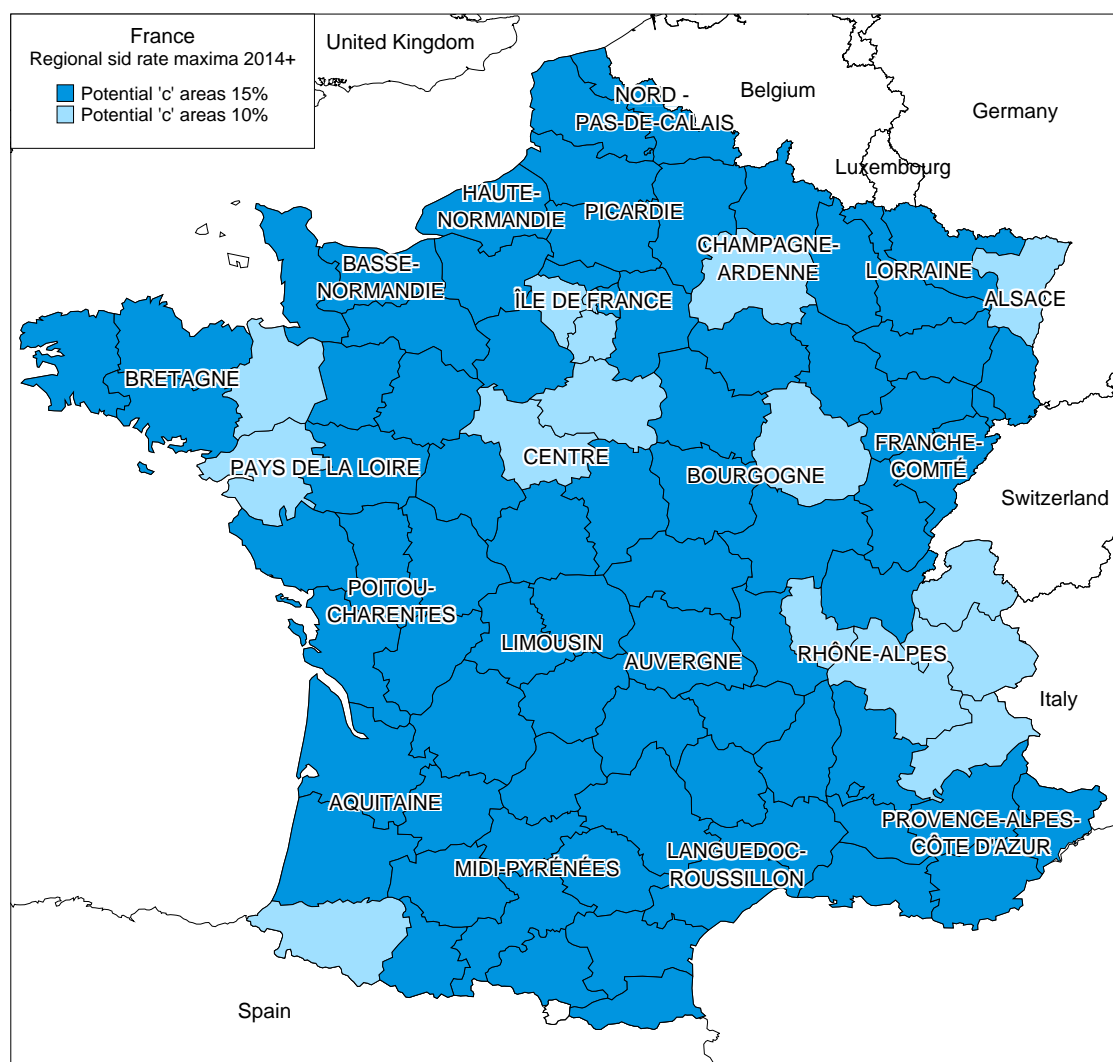 France
Regional sid rate maxima 2014+
Potential 'c' areas 15%
Potential 'c' areas 10%
United Kingdom
Belgium
Germany
Luxembourg
NORD -
PAS-DE-CALAIS
HAUTE-
NORMANDIE
PICARDIE
CHAMPAGNE-
ARDENNE
LORRAINE
ALSACE
BASSE-
NORMANDIE
ÎLE DE FRANCE
BRETAGNE
PAYS DE LA LOIRE
CENTRE
BOURGOGNE
FRANCHE-
COMTÉ
Switzerland
POITOU-
CHARENTES
LIMOUSIN
AUVERGNE
RHÔNE-ALPES
Italy
AQUITAINE
PROVENCE-ALPES-
CÔTE D'AZUR
MIDI-PYRÉNÉES
LANGUEDOC-
ROUSSILLON
Spain